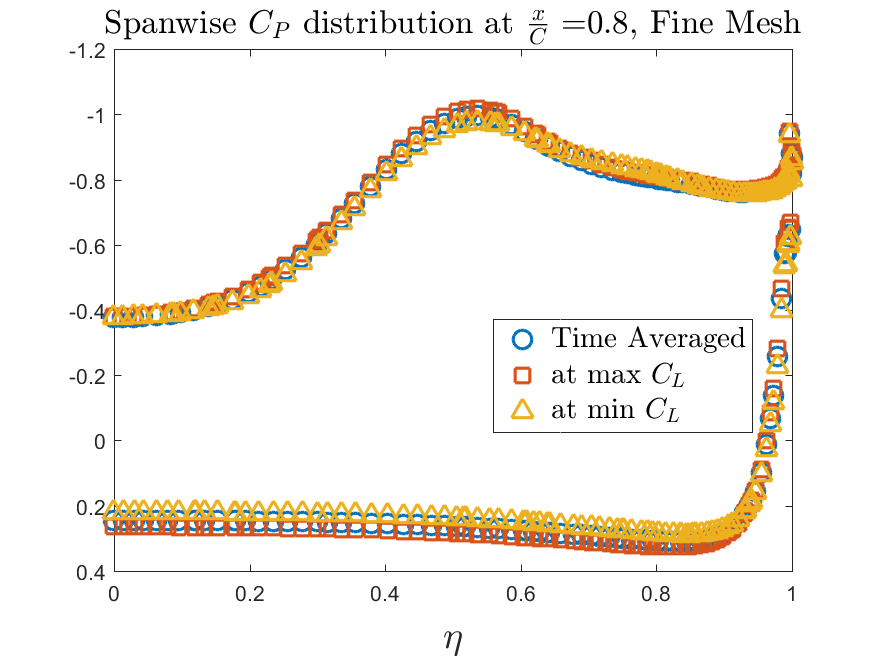 Spanwise C_P distribution at x/C =0.8, Fine Mesh
-1.2
-1
-0.8
-0.6
-0.4
-0.2
0
0.2
0.4
Time Averaged
at max C_L
at min C_L
0 0.2 0.4 0.6 0.8 1
η